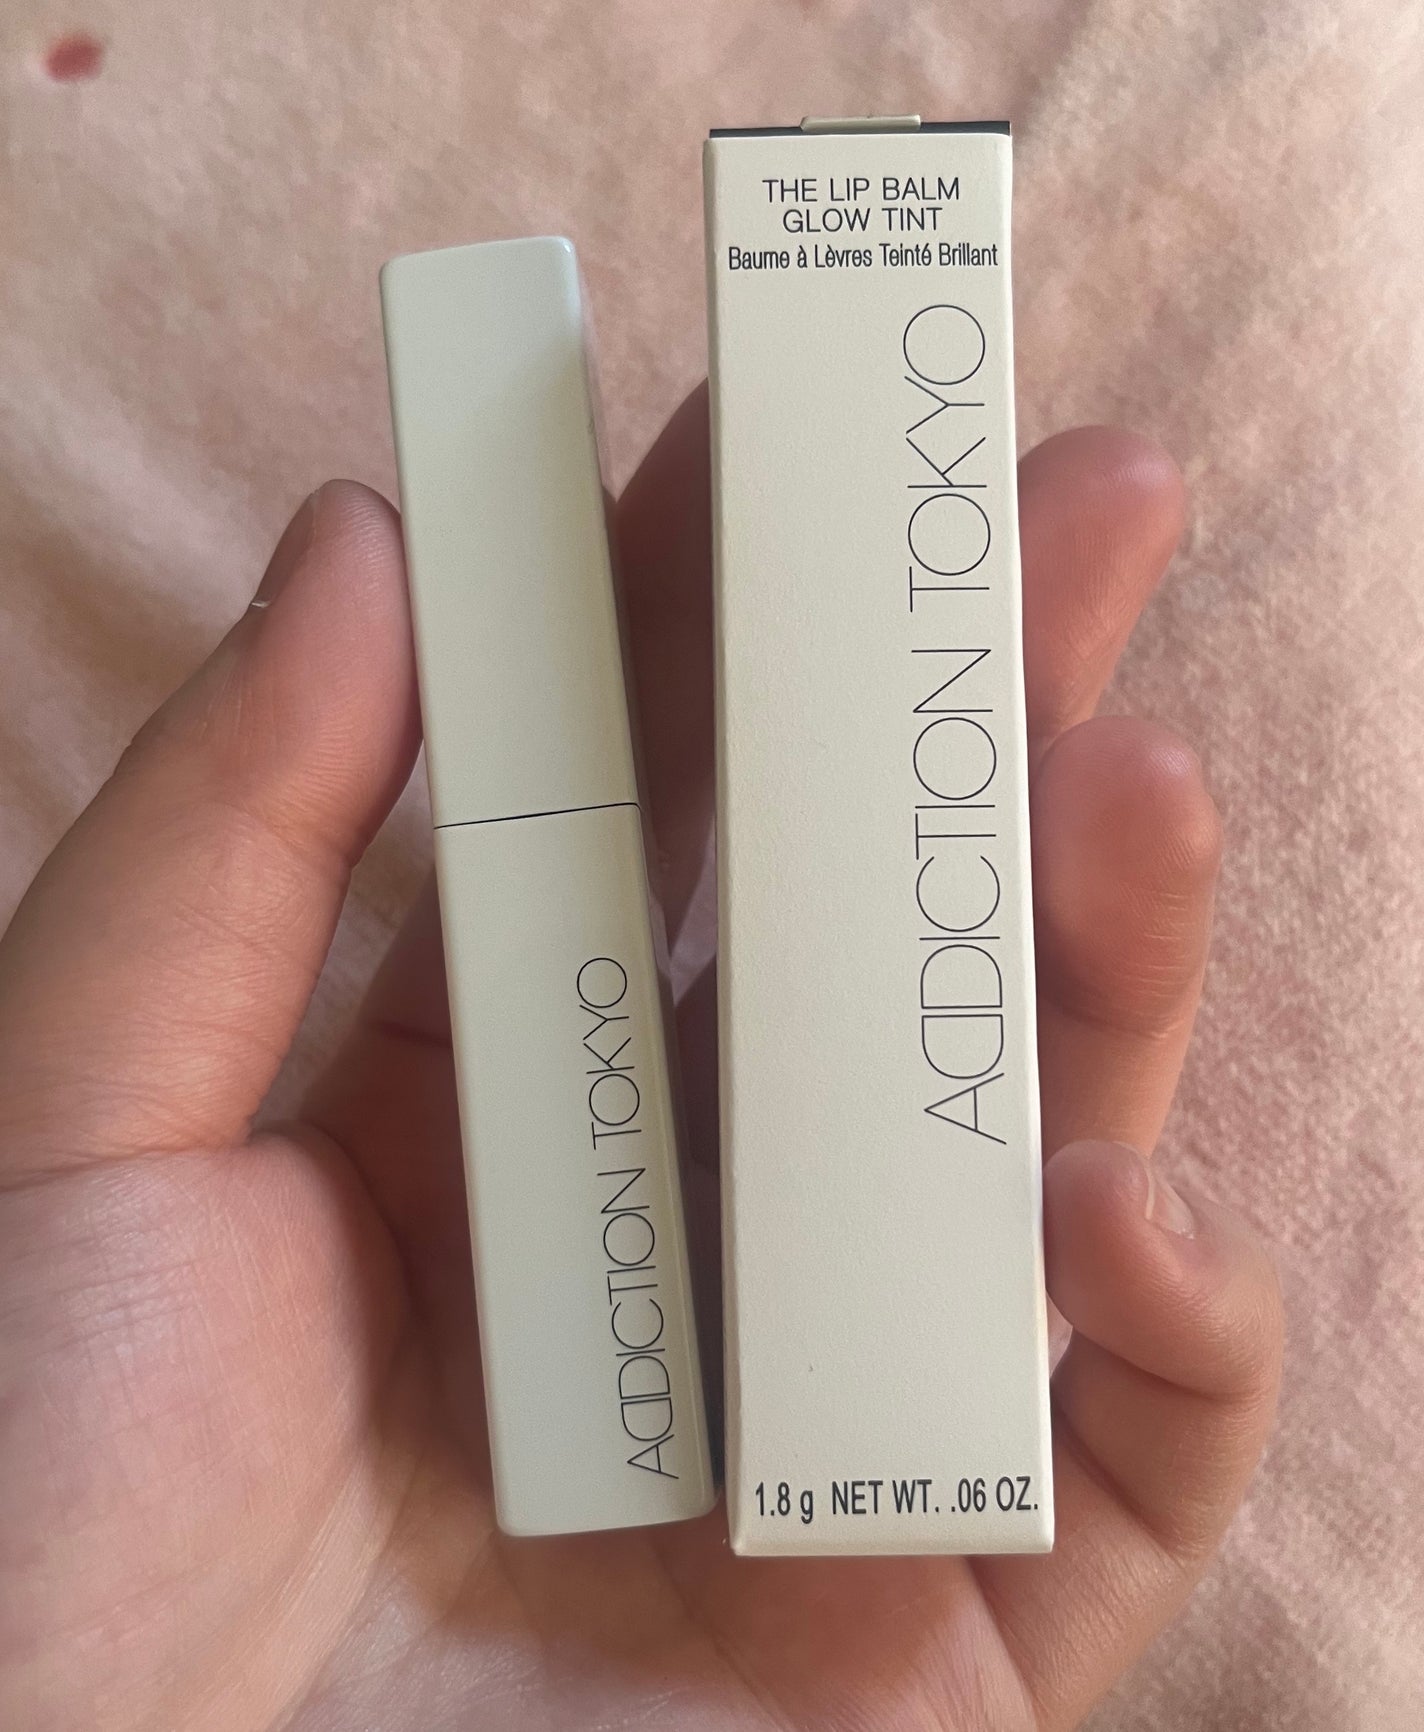 ADDICTION TOKYO
THE LIP BALM
GLOW TINT
Baume à Lèvres Teinté Brillant
ADDICTION TOKYO
1.8 g NET WT. .06 OZ.